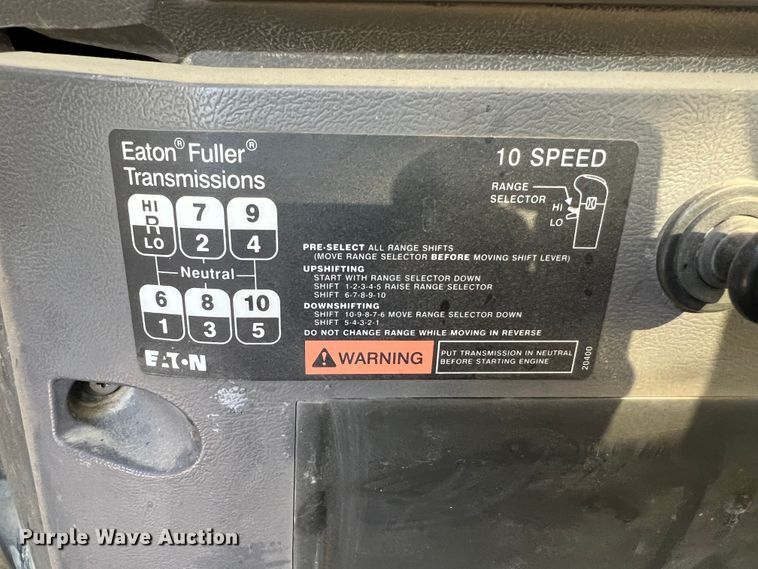 Eaton® Fuller®
Transmissions
10 SPEED
RANGE
SELECTOR
HI
LO
HI 7 9
R
LO 2 4
Neutral
6 8 10
1 3 5
EATON
PRE-SELECT ALL RANGE SHIFTS
(MOVE RANGE SELECTOR BEFORE MOVING SHIFT LEVER)
UPSHIFTING
START WITH RANGE SELECTOR DOWN
SHIFT 1-2-3-4-5 RAISE RANGE SELECTOR
SHIFT 6-7-8-9-10
DOWNSHIFTING
SHIFT 10-9-8-7-6 MOVE RANGE SELECTOR DOWN
SHIFT 5-4-3-2-1
DO NOT CHANGE RANGE WHILE MOVING IN REVERSE
WARNING
PUT TRANSMISSION IN NEUTRAL
BEFORE STARTING ENGINE
20400
Purple Wave Auction